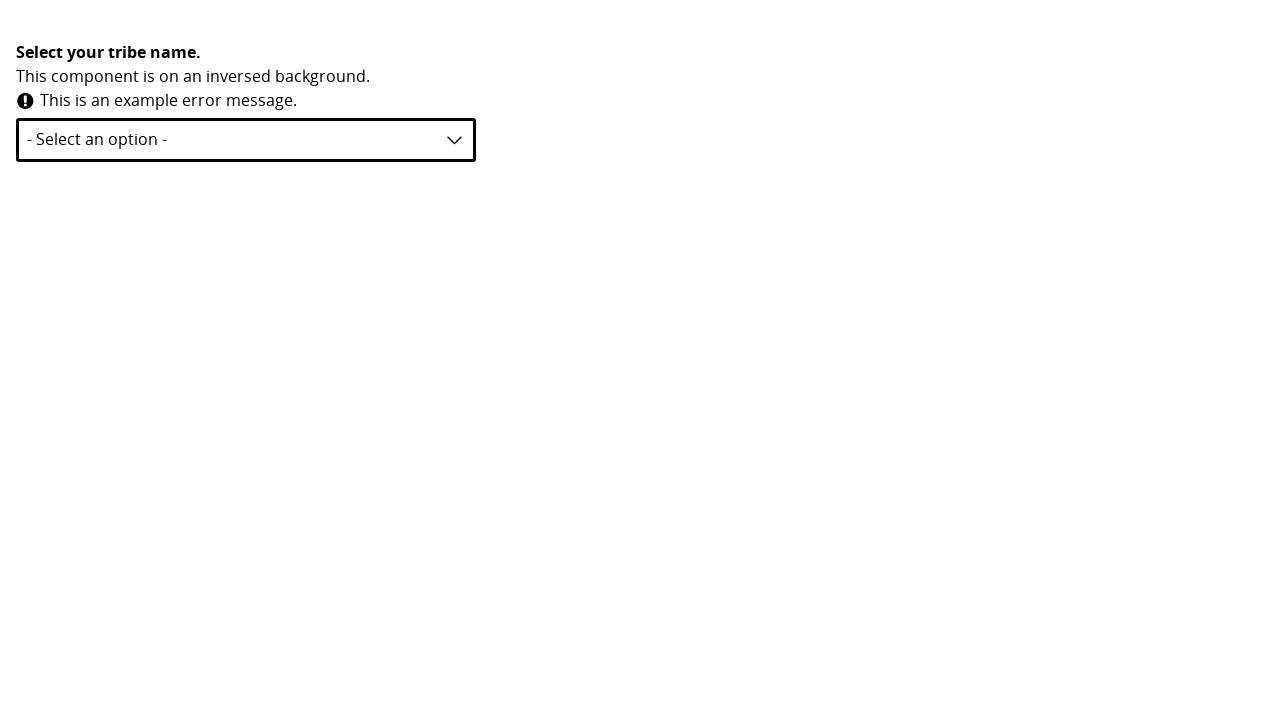 Select your tribe name.
This component is on an inversed background.
This is an example error message.
- Select an option -